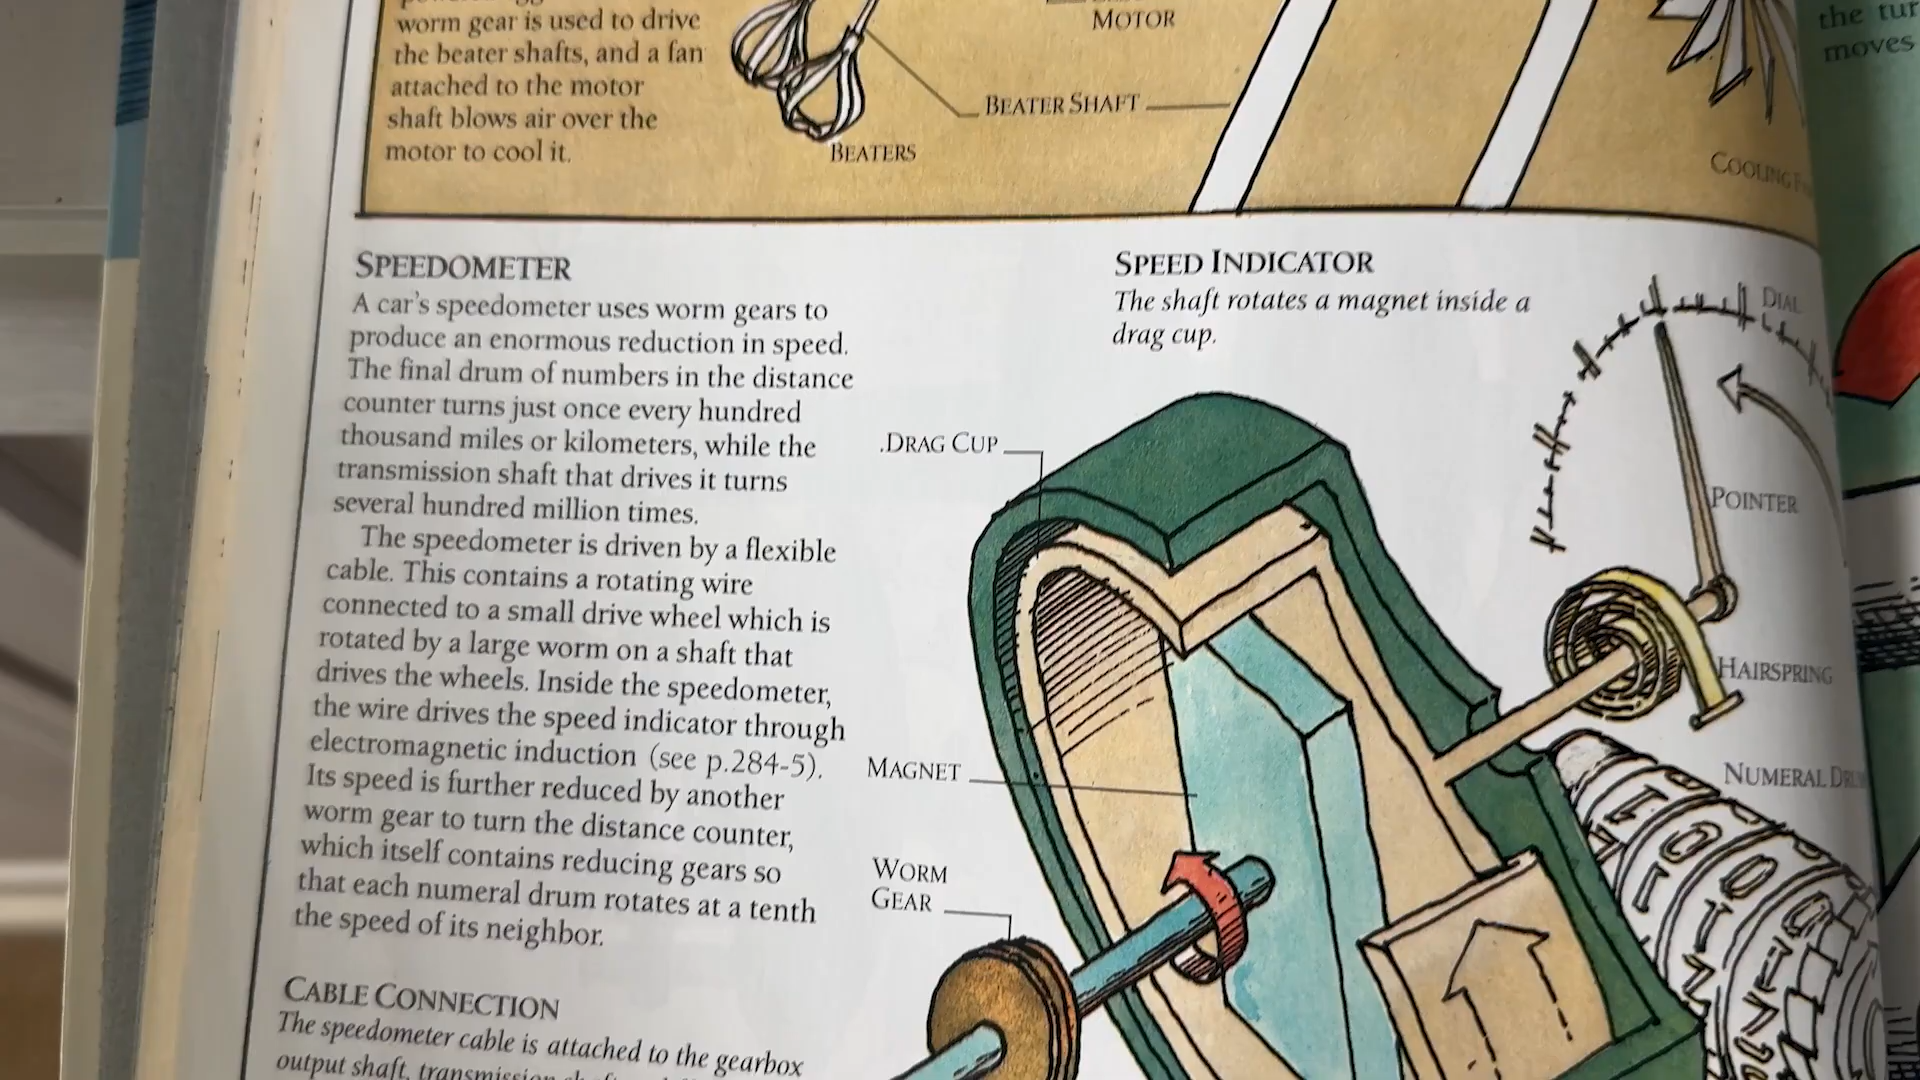 worm gear is used to drive
the beater shafts, and a fan
attached to the motor
shaft blows air over the
motor to cool it.
MOTOR
BEATER SHAFT
BEATERS
COOLING
the
moves
SPEEDOMETER
A car's speedometer uses worm gears to
produce an enormous reduction in speed.
The final drum of numbers in the distance
counter turns just once every hundred
thousand miles or kilometers, while the
transmission shaft that drives it turns
several hundred million times.
The speedometer is driven by a flexible
cable. This contains a rotating wire
connected to a small drive wheel which is
rotated by a large worm on a shaft that
drives the wheels. Inside the speedometer,
the wire drives the speed indicator through
electromagnetic induction (see p.284-5).
Its speed is further reduced by another
worm gear to turn the distance counter,
which itself contains reducing gears so
that each numeral drum rotates at a tenth
the speed of its neighbor.
CABLE CONNECTION
The speedometer cable is attached to the gearbox
output shaft, transmission
SPEED INDICATOR
The shaft rotates a magnet inside a
drag cup.
DIAL
DRAG CUP
POINTER
HAIRSPRING
MAGNET
NUMERAL
WORM
GEAR